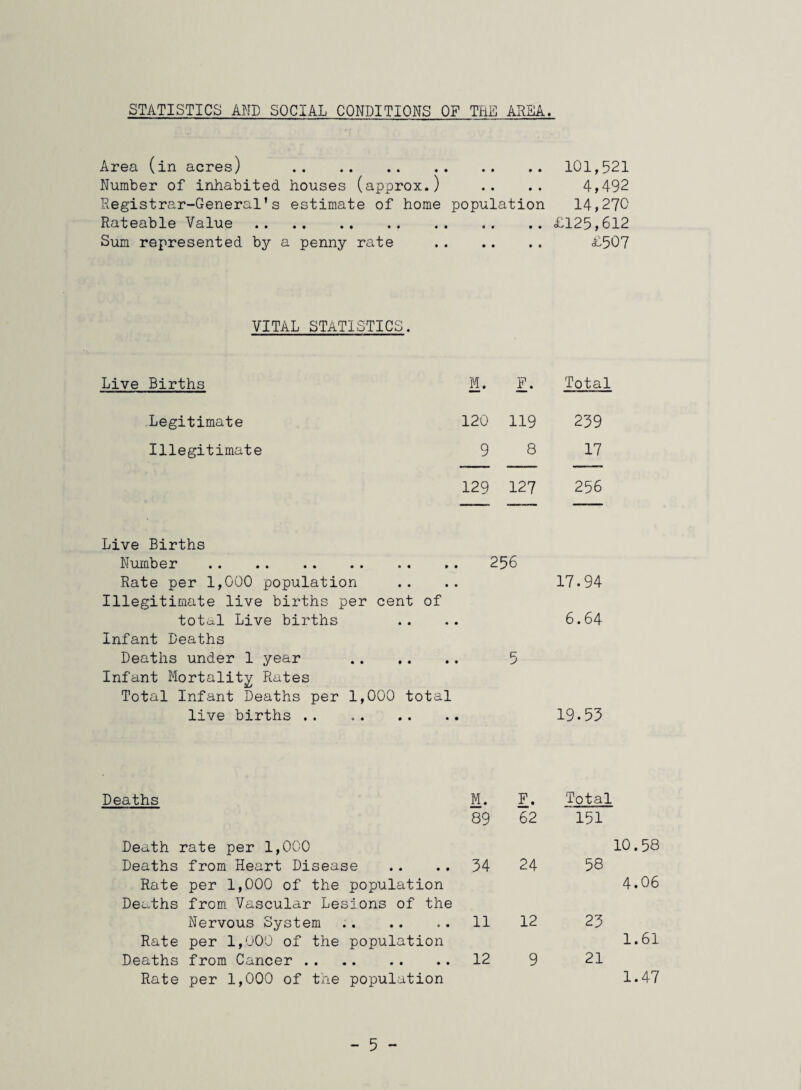 STATISTICS AND SOCIAL CONDITIONS OF THE AREA.
Area (in acres) .. .. .. .. .. .. 101,521
Number of inhabited houses (approx.) .. .. 4,492
Registrar-General's estimate of home population 14,270
Rateable Value .. .. .. .. .. .. .. £125,612
Sum represented by a penny rate .. .. .. £507
VITAL STATISTICS.
Live Births M. F. Total
Legitimate 120 119 239
Illegitimate 9 8 17
129 127 256
Live Births
Number .. .. .. .. .. .. 256
Rate per 1,000 population .. .. 17.94
Illegitimate live births per cent of
total Live births .. .. 6.64
Infant Deaths
Deaths under 1 year .. .. .. 5
Infant Mortality Rates
Total Infant Deaths per 1,000 total
live births .. .. .. .. 19.53
Deaths M. F. Total
89 62 151
Death rate per 1,000 10.58
Deaths from Heart Disease .. .. 34 24 58
Rate per 1,000 of the population 4.06
Deaths from Vascular Lesions of the
Nervous System .. .. .. 11 12 23
Rate per 1,000 of the population 1.61
Deaths from Cancer .. .. .. .. 12 9 21
Rate per 1,000 of the population 1.47
- 5 -